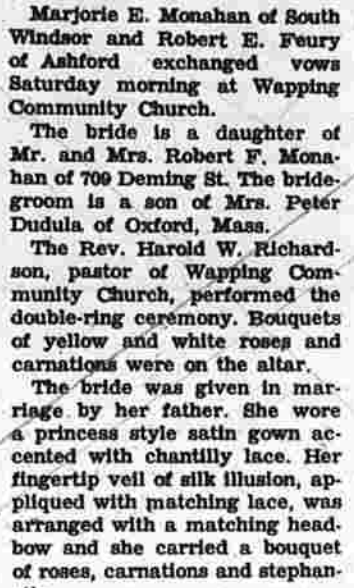 Marjorie E. Monahan of South
Windsor and Robert E. Feury
of Ashford exchanged vows
Saturday morning at Wapping
Community Church.
The bride is a daughter of
Mr. and Mrs. Robert F. Mona-
han of 709 Deming St. The bride-
groom is a son of Mrs. Peter
Dudula of Oxford, Mass.
The Rev. Harold W. Richard-
son, pastor of Wapping Com-
munity Church, performed the
double-ring ceremony. Bouquets
of yellow and white roses and
carnations were on the altar.
The bride was given in mar-
riage by her father. She wore
a princess style satin gown ac-
cented with chantilly lace. Her
fingertip veil of silk illusion, ap-
pliqued with matching lace, was
arranged with a matching head-
bow and she carried a bouquet
of roses, carnations and stephan-